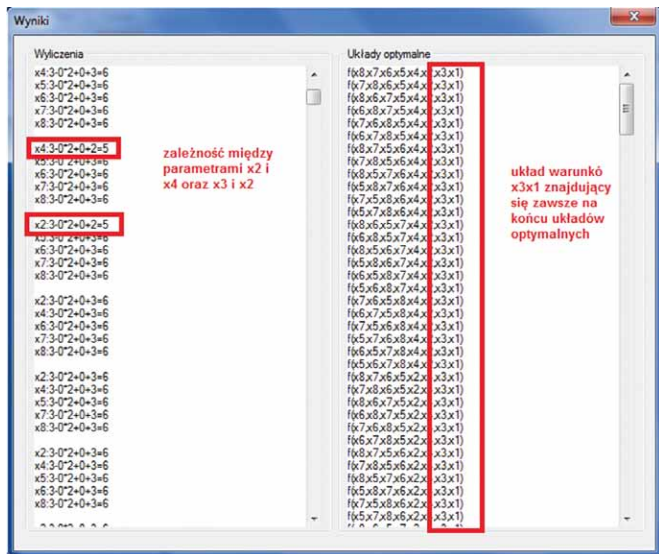 Wyniki
Wyliczenia
x4:3-0*2+0+3=6
x5:3-0*2+0+3=6
x6:3-0*2+0+3=6
x7:3-0*2+0+3=6
x8:3-0*2+0+3=6
x4:3-0*2+0+2=5
x5:3-0*2+0+3=6
x6:3-0*2+0+3=6
x7:3-0*2+0+3=6
x8:3-0*2+0+3=6
x2:3-0*2+0+2=5
x5:3-0*2+0+3=6
x6:3-0*2+0+3=6
x7:3-0*2+0+3=6
x8:3-0*2+0+3=6
x2:3-0*2+0+3=6
x4:3-0*2+0+3=6
x6:3-0*2+0+3=6
x7:3-0*2+0+3=6
x8:3-0*2+0+3=6
x2:3-0*2+0+3=6
x4:3-0*2+0+3=6
x5:3-0*2+0+3=6
x7:3-0*2+0+3=6
x8:3-0*2+0+3=6
x2:3-0*2+0+3=6
x4:3-0*2+0+3=6
x5:3-0*2+0+3=6
x6:3-0*2+0+3=6
x8:3-0*2+0+3=6
zależność między
parametrami x2 i
x4 oraz x3 i x2
Układy optymalne
f(x8,x7,x6,x5,x4,x2,x3,x1)
f(x7,x8,x6,x5,x4,x2,x3,x1)
f(x8,x6,x7,x5,x4,x2,x3,x1)
f(x6,x8,x7,x5,x4,x2,x3,x1)
f(x7,x6,x8,x5,x4,x2,x3,x1)
f(x6,x7,x8,x5,x4,x2,x3,x1)
f(x8,x7,x5,x6,x4,x2,x3,x1)
f(x7,x8,x5,x6,x4,x2,x3,x1)
f(x8,x5,x7,x6,x4,x2,x3,x1)
f(x5,x8,x7,x6,x4,x2,x3,x1)
f(x7,x5,x8,x6,x4,x2,x3,x1)
f(x5,x7,x8,x6,x4,x2,x3,x1)
f(x8,x6,x5,x7,x4,x2,x3,x1)
f(x6,x8,x5,x7,x4,x2,x3,x1)
f(x8,x5,x6,x7,x4,x2,x3,x1)
f(x5,x8,x6,x7,x4,x2,x3,x1)
f(x6,x5,x8,x7,x4,x2,x3,x1)
f(x5,x6,x8,x7,x4,x2,x3,x1)
f(x7,x6,x5,x8,x4,x2,x3,x1)
f(x6,x7,x5,x8,x4,x2,x3,x1)
f(x7,x5,x6,x8,x4,x2,x3,x1)
f(x5,x7,x6,x8,x4,x2,x3,x1)
f(x6,x5,x7,x8,x4,x2,x3,x1)
f(x5,x6,x7,x8,x4,x2,x3,x1)
f(x8,x7,x6,x5,x2,x4,x3,x1)
f(x7,x8,x6,x5,x2,x4,x3,x1)
f(x8,x6,x7,x5,x2,x4,x3,x1)
f(x6,x8,x7,x5,x2,x4,x3,x1)
f(x7,x6,x8,x5,x2,x4,x3,x1)
f(x6,x7,x8,x5,x2,x4,x3,x1)
f(x8,x7,x5,x6,x2,x4,x3,x1)
f(x7,x8,x5,x6,x2,x4,x3,x1)
f(x8,x5,x7,x6,x2,x4,x3,x1)
f(x5,x8,x7,x6,x2,x4,x3,x1)
f(x7,x5,x8,x6,x2,x4,x3,x1)
f(x5,x7,x8,x6,x2,x4,x3,x1)
układ warunkó
x3x1 znajdujący
się zawsze na
końcu układów
optymalnych